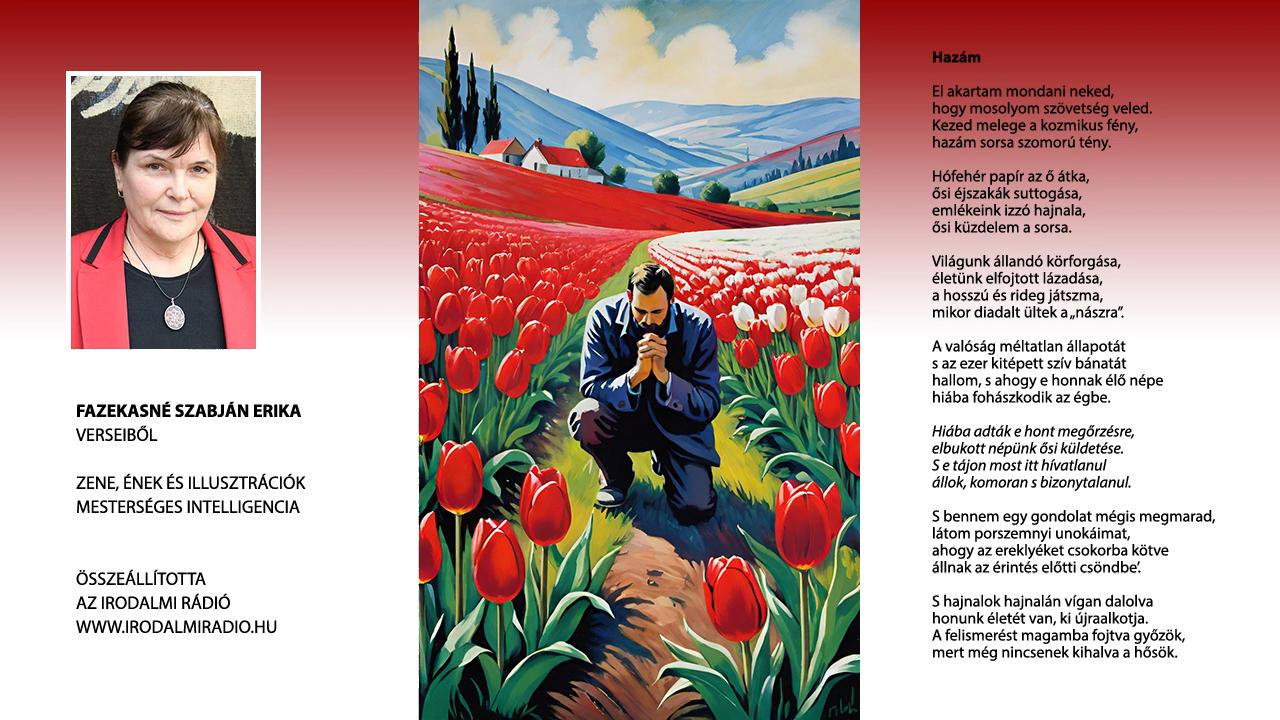 FAZEKASNÉ SZABJÁN ERIKA
VERSEIBŐL
ZENE, ÉNEK ÉS ILLUSZTRÁCIÓK
MESTERSÉGES INTELLIGENCIA
ÖSSZEÁLLÍTOTTA
AZ IRODALMI RÁDIÓ
WWW.IRODALMIRADIO.HU
Hazám
El akartam mondani neked,
hogy mosolyom szövetség veled.
Kezed melege a kozmikus fény,
hazám sorsa szomorú tény.
Hófehér papír az ő átka,
ősi éjszakák suttogása,
emlékeink izzó hajnala,
ősi küzdelem a sorsa.
Világunk állandó körforgása,
életünk elfojtott lázadása,
a hosszú és rideg játszma,
mikor diadalt ültek a „nászra”.
A valóság méltatlan állapotát
s az ezer kitépett szív bánatát
hallom, s ahogy e honnak élő népe
hiába fohászkodik az égbe.
Hiába adták e hont megőrzésre,
elbukott népünk ősi küldetése.
S e tájon most itt hívatlanul
állok, komoran s bizonytalanul.
S bennem egy gondolat mégis megmarad,
látom porszemnyi unokáimat,
ahogy az ereklyéket csokorba kötve
állnak az érintés előtti csöndbe’.
S hajnalok hajnalán vígan dalolva
honunk életét van, ki újraalkotja.
A felismerést magamba fojtva győzök,
mert még nincsenek kihalva a hősök.